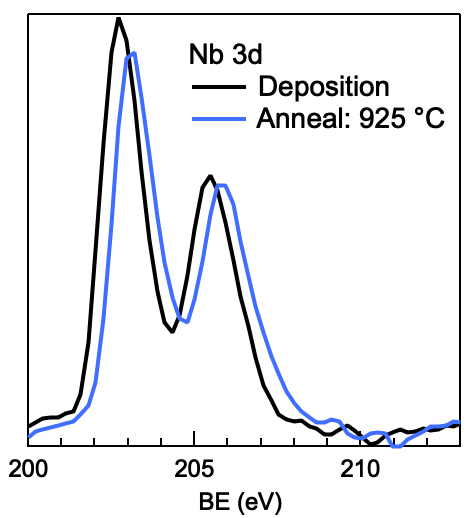 Nb 3d
Deposition
Anneal: 925 °C
200 205 210
BE (eV)